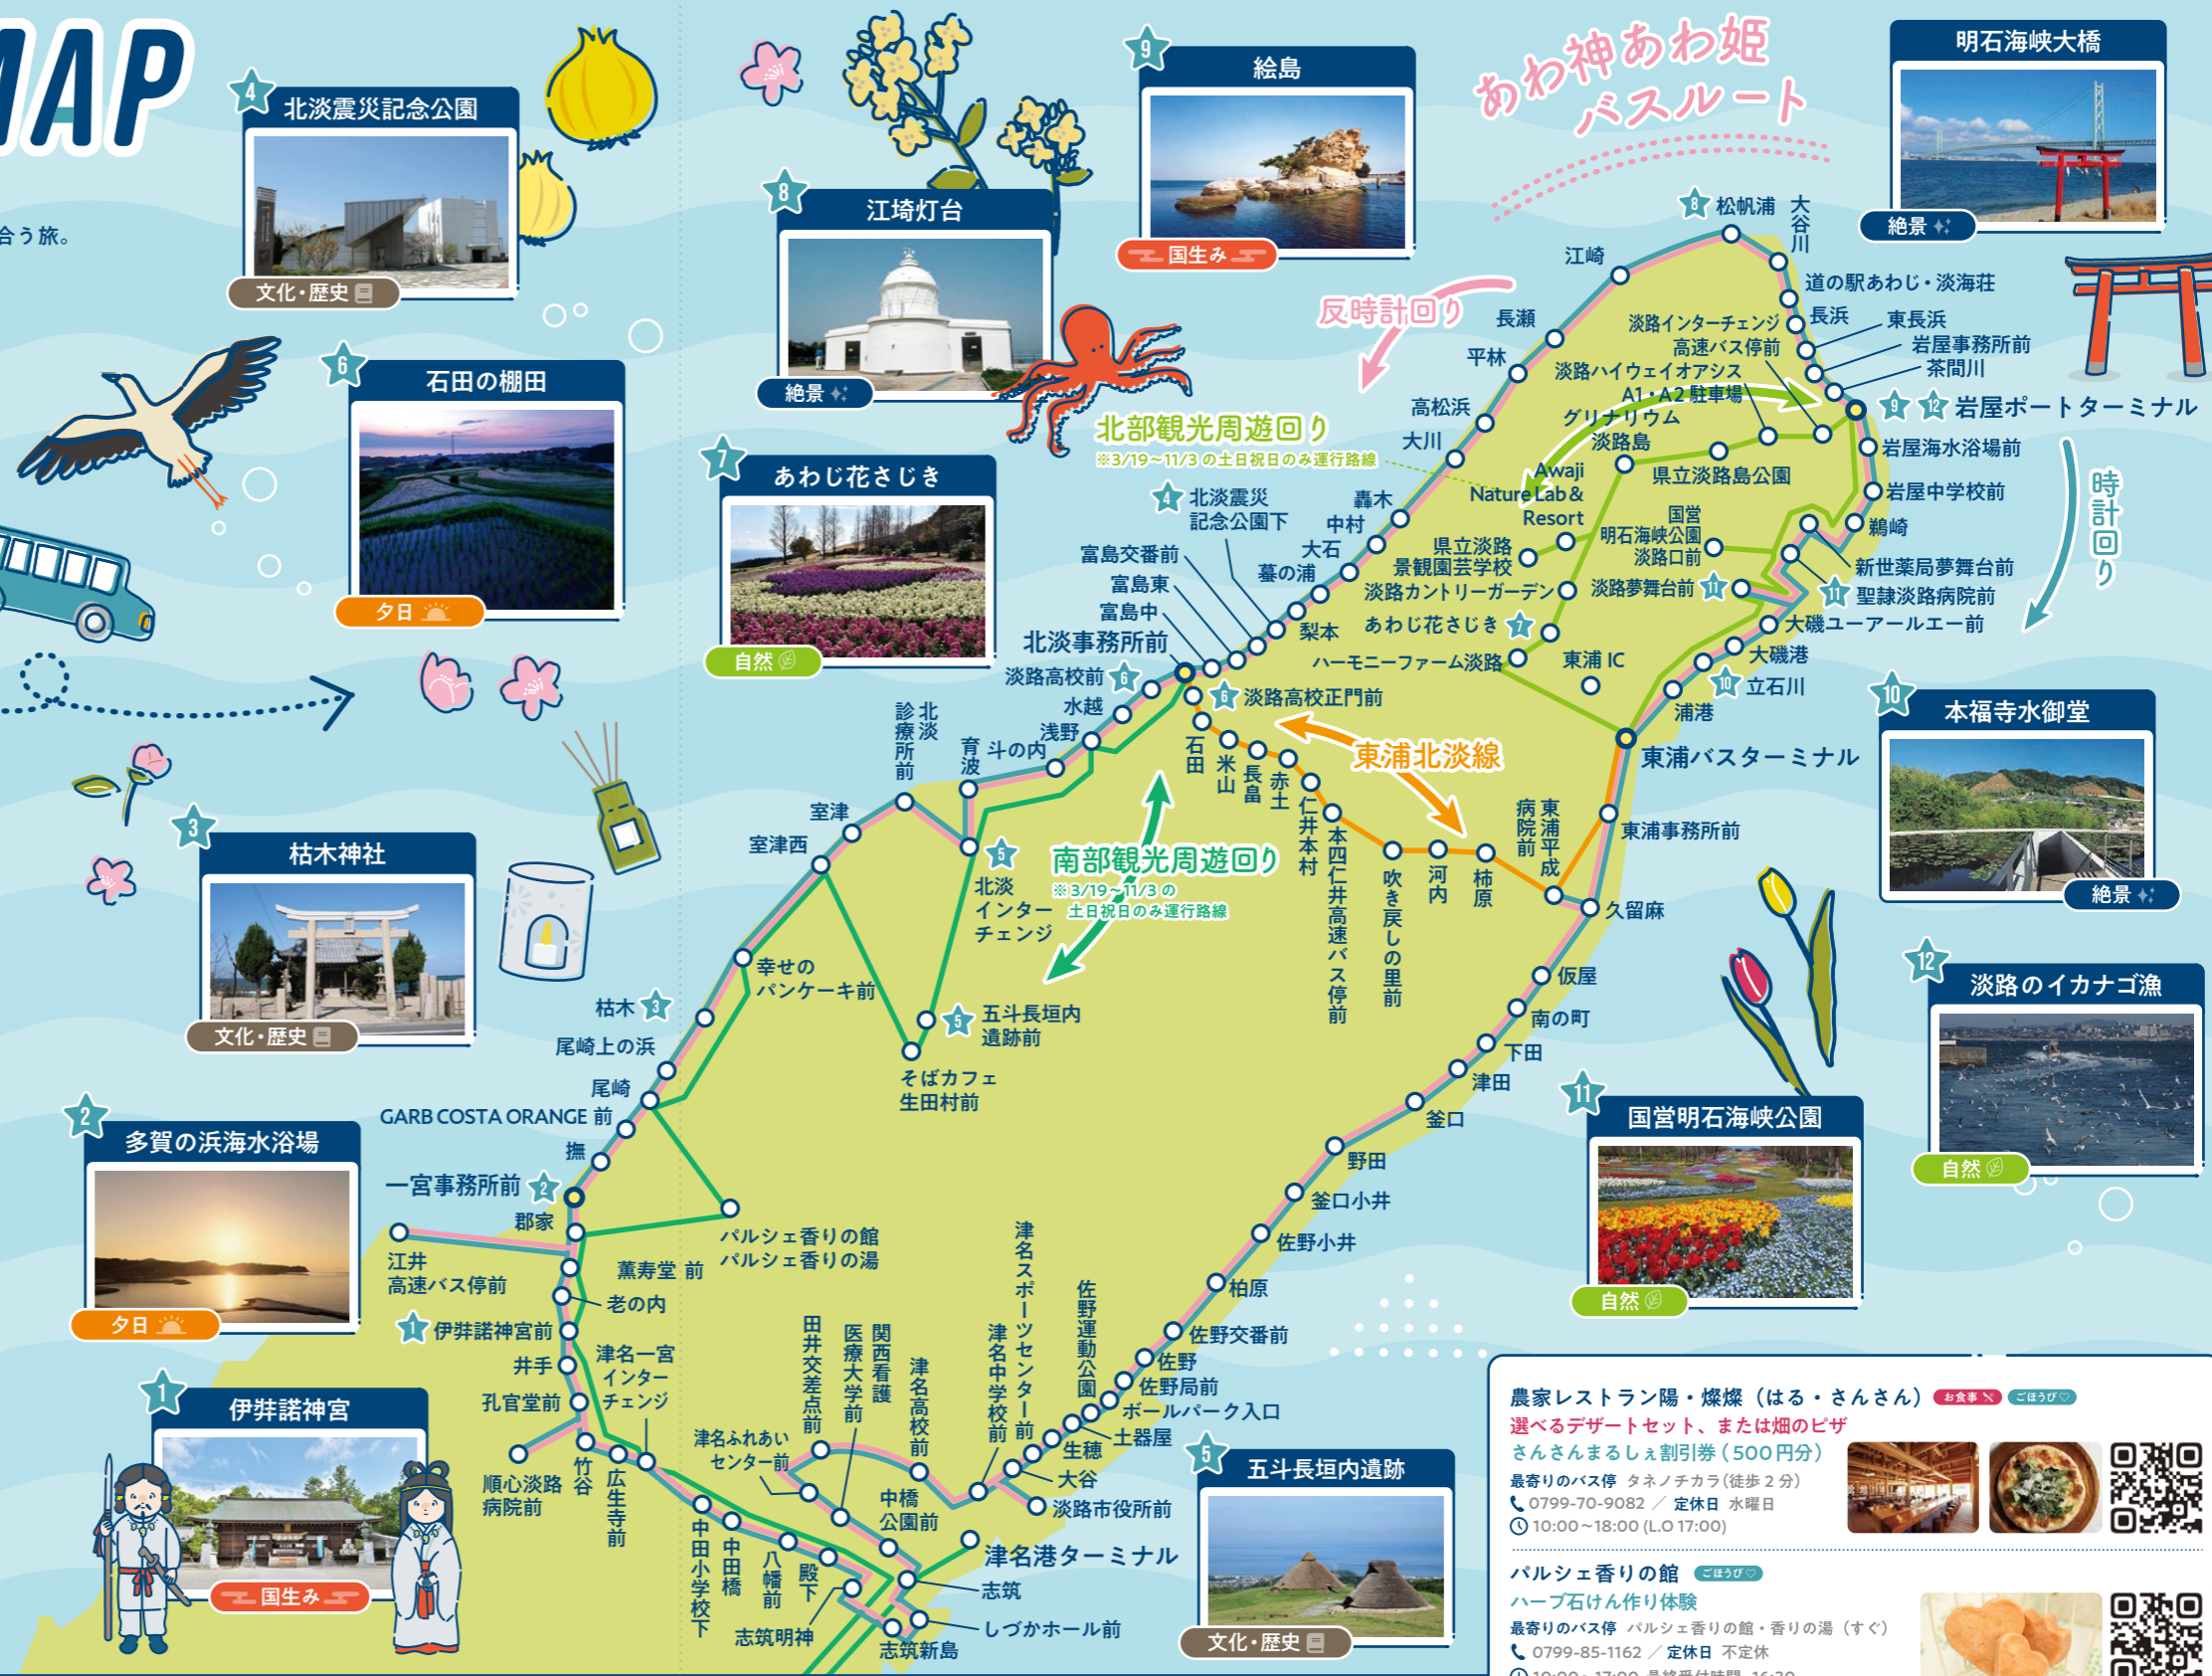 MAP
合う旅。
4
北淡震災記念公園
文化・歴史
6
石田の棚田
夕日
8
江埼灯台
絶景
7
あわじ花さじき
自然
9
絵島
国生み
あわ神あわ姫
バスルート
明石海峡大橋
絶景
3
枯木神社
文化・歴史
2
多賀の浜海水浴場
夕日
1
伊弉諾神宮
国生み
10
本福寺水御堂
絶景
12
淡路のイカナゴ漁
自然
11
国営明石海峡公園
自然
5
五斗長垣内遺跡
文化・歴史
反時計回り
時計回り
北部観光周遊回り
※3/19～11/3の土日祝日のみ運行路線
東浦北淡線
南部観光周遊回り
※3/19～11/3の
土日祝日のみ運行路線
8 松帆浦
大谷川
江崎
道の駅あわじ・淡海荘
長瀬
長浜
東長浜
淡路インターチェンジ
高速バス停前
岩屋事務所前
平林
茶間川
淡路ハイウェイオアシス
A1・A2 駐車場
9 12 岩屋ポートターミナル
高松浜
グリナリウム
淡路島
大川
県立淡路島公園
岩屋海水浴場前
Awaji
Nature Lab &
Resort
岩屋中学校前
轟木
4 北淡震災
記念公園下
中村
国営
明石海峡公園
淡路口前
鵜崎
大石
県立淡路
景観園芸学校
富島交番前
蟇の浦
新世薬局夢舞台前
富島東
淡路カントリーガーデン
淡路夢舞台前 11
11 聖隷淡路病院前
富島中
梨本
あわじ花さじき 7
大磯ユーアールエー前
北淡事務所前
ハーモニーファーム淡路
東浦 IC
大磯港
淡路高校前 6
6 淡路高校正門前
10 立石川
水越
浦港
浅野
東浦バスターミナル
斗の内
育波
北淡
診療所前
石田
米山
長畠
赤土
仁井本村
本四仁井高速バス停前
吹き戻しの里前
河内
柿原
東浦平成
病院前
東浦事務所前
久留麻
室津
室津西
5
北淡
インター
チェンジ
幸せの
パンケーキ前
枯木 3
5 五斗長垣内
遺跡前
仮屋
南の町
尾崎上の浜
下田
そばカフェ
生田村前
津田
尾崎
GARB COSTA ORANGE 前
釜口
撫
野田
一宮事務所前 2
釜口小井
郡家
佐野小井
パルシェ香りの館
パルシェ香りの湯
江井
高速バス停前
薫寿堂 前
柏原
老の内
1 伊弉諾神宮前
佐野交番前
井手
津名一宮
インター
チェンジ
佐野
佐野局前
孔官堂前
ボールパーク入口
佐野運動公園
土器屋
生穂
津名スポーツセンター前
津名中学校前
大谷
淡路市役所前
津名高校前
関西看護
医療大学前
田井交差点前
津名ふれあい
センター前
中橋
公園前
順心淡路
病院前
竹谷
広生寺前
中田小学校下
中田橋
八幡前
殿下
志筑明神
津名港ターミナル
志筑
しづかホール前
志筑新島
農家レストラン陽・燦燦（はる・さんさん） お食事 ごほうび
選べるデザートセット、または畑のピザ
さんさんまるしぇ割引券（500円分）
最寄りのバス停 タネノチカラ（徒歩 2 分）
0799-70-9082 ／ 定休日 水曜日
10:00～18:00 (L.O 17:00)
パルシェ香りの館 ごほうび
ハーブ石けん作り体験
最寄りのバス停 パルシェ香りの館・香りの湯（すぐ）
0799-85-1162 ／ 定休日 不定休